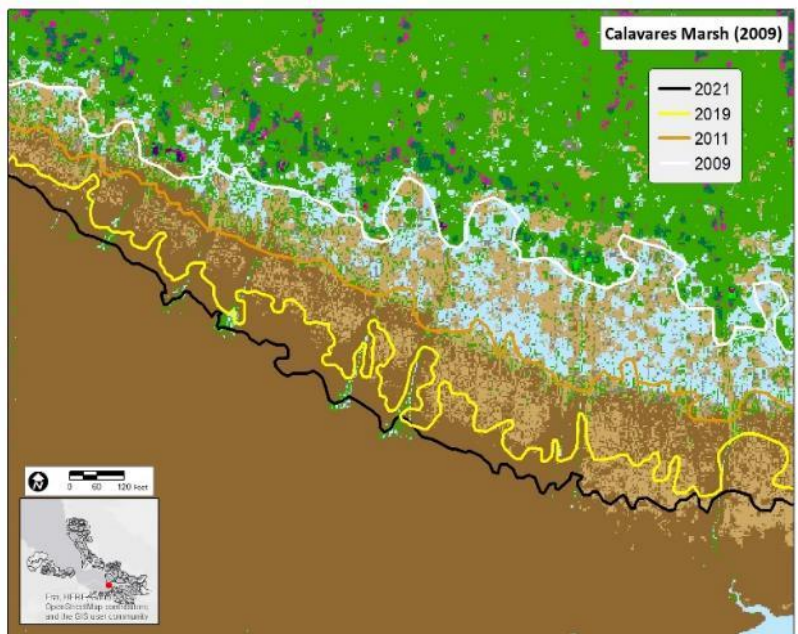 Calavares Marsh (2009)
2021
2019
2011
2009
N
0 60 120 Feet
Esri, HERE,
OpenStreetMap contributors,
and the GIS user community